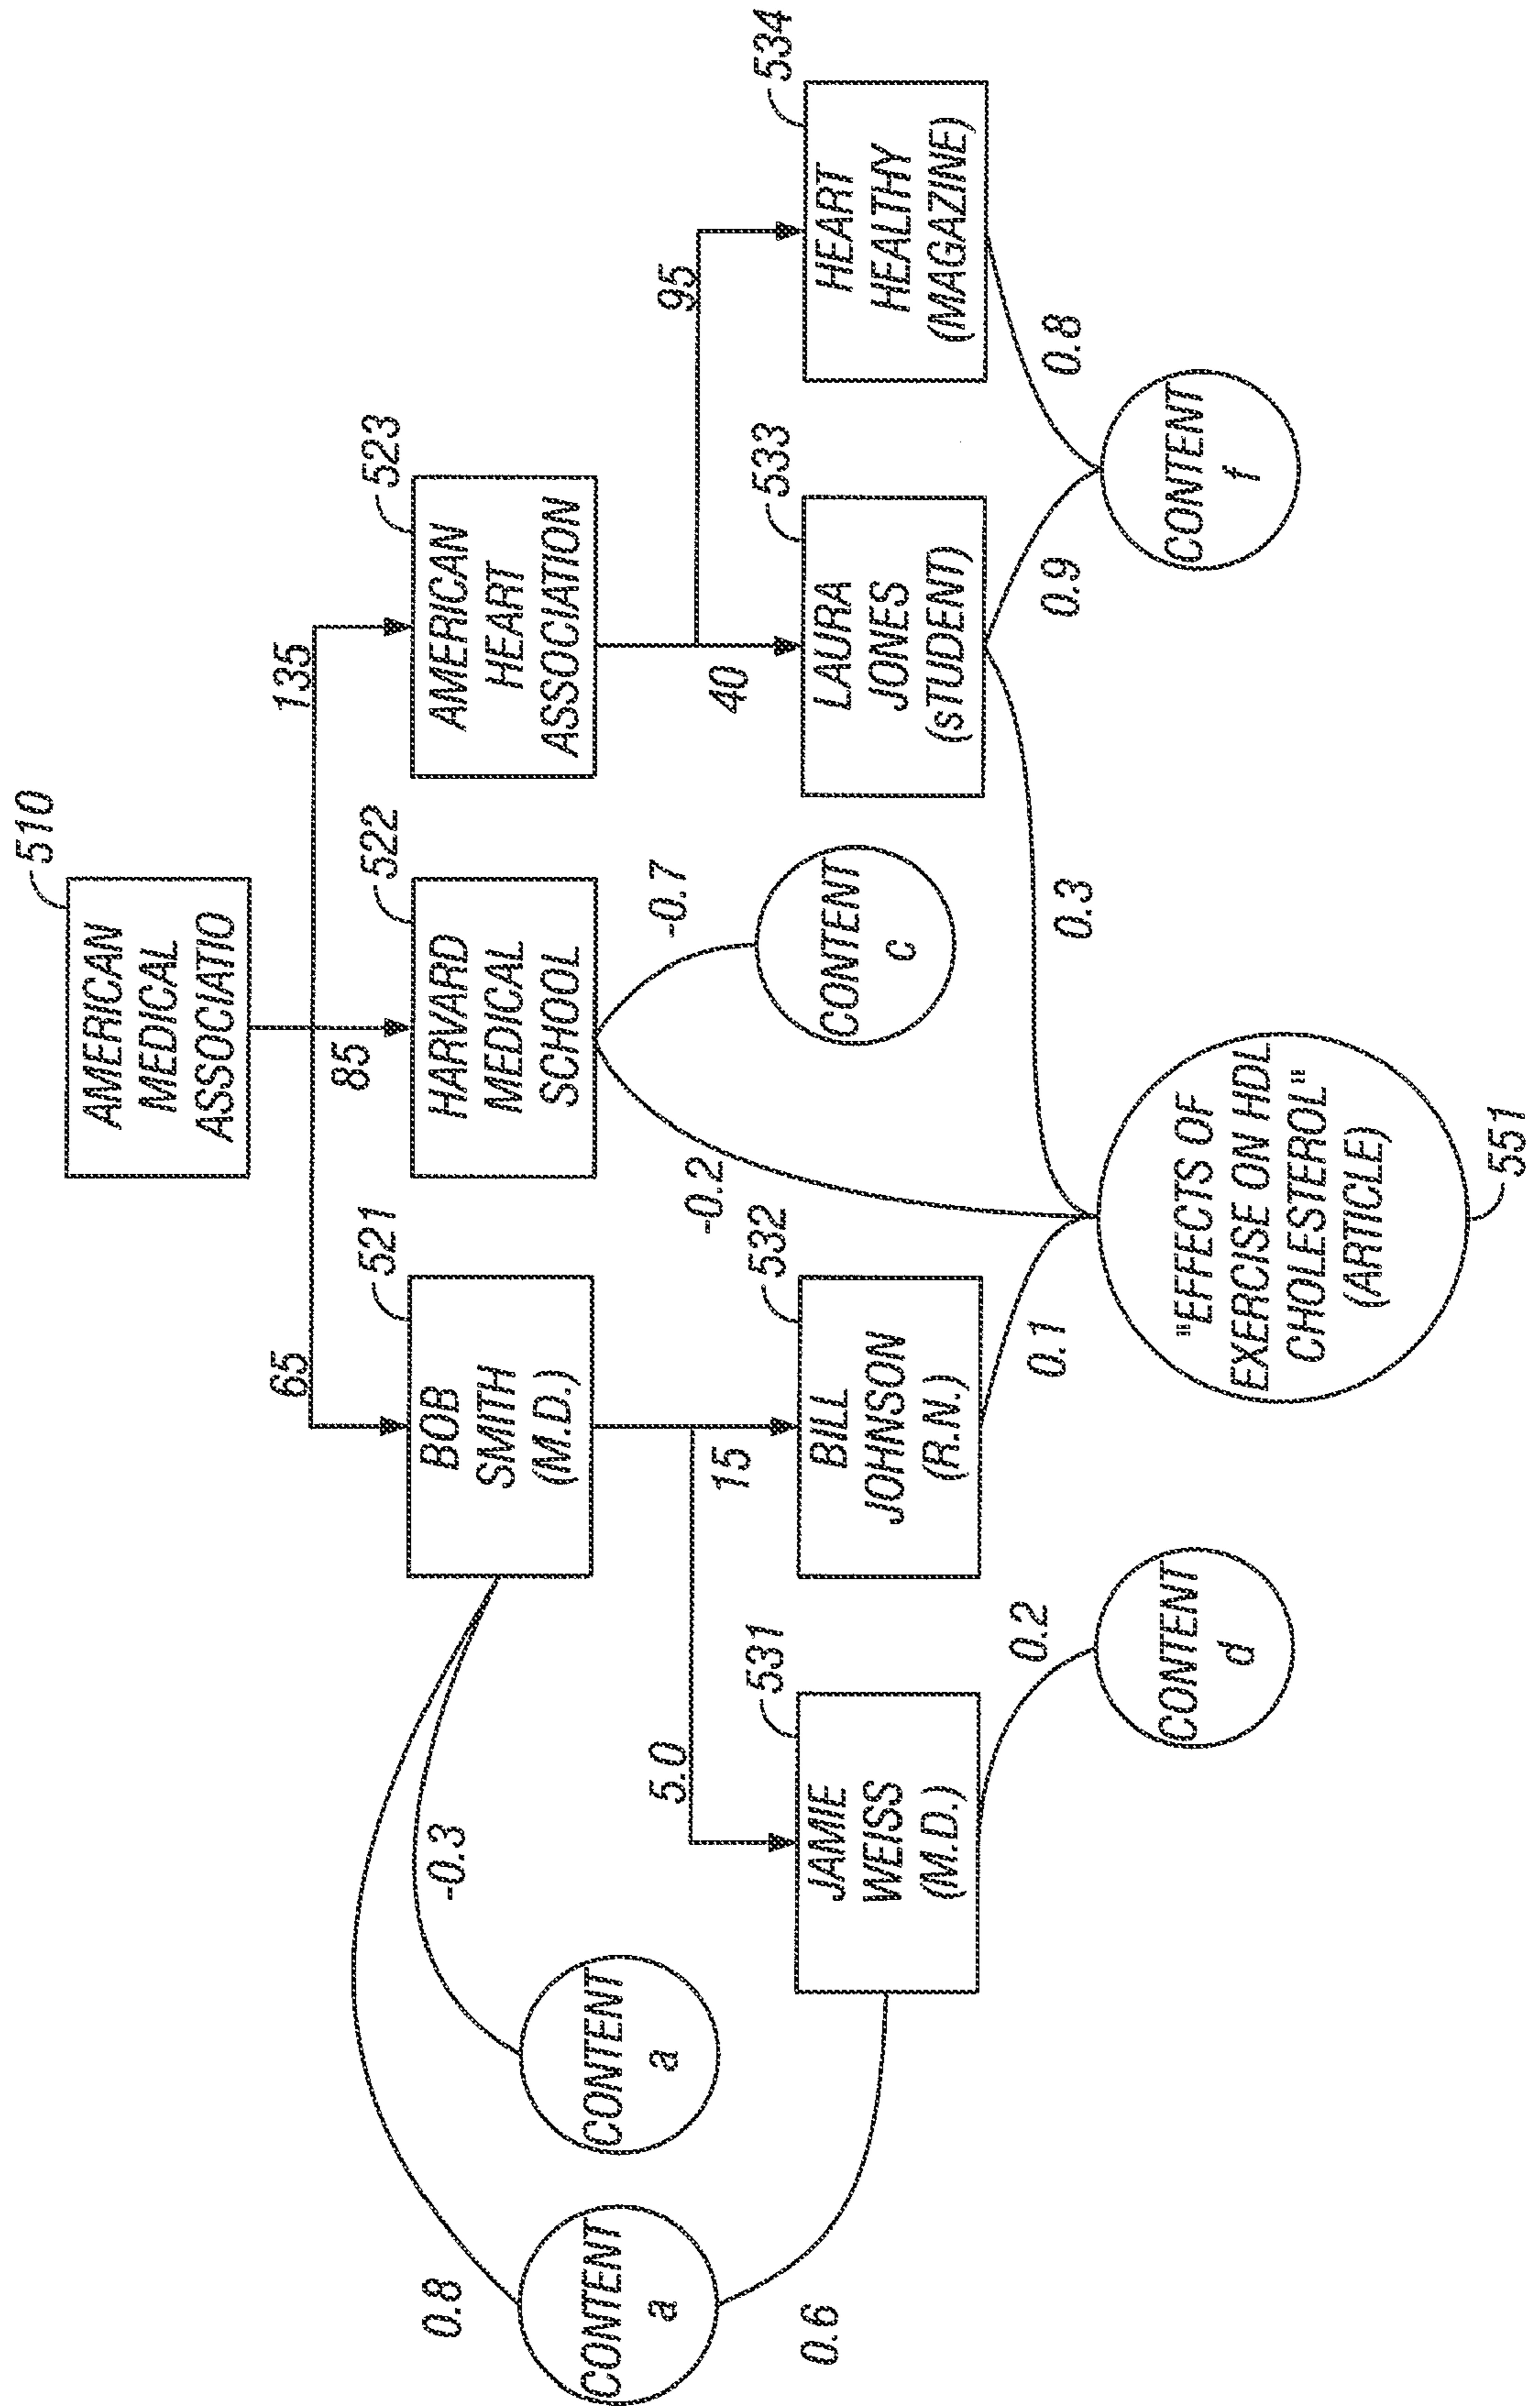 510
AMERICAN
MEDICAL
ASSOCIATIO
65
85
135
521
BOB
SMITH
(M.D.)
522
HARVARD
MEDICAL
SCHOOL
523
AMERICAN
HEART
ASSOCIATION
0.8
-0.3
5.0
15
-0.2
-0.7
40
95
CONTENT
a
CONTENT
a
531
JAMIE
WEISS
(M.D.)
532
BILL
JOHNSON
(R.N.)
CONTENT
c
533
LAURA
JONES
(sTUDENT)
534
HEART
HEALTHY
(MAGAZINE)
0.6
0.2
0.1
0.3
0.9
0.8
CONTENT
d
"EFFECTS OF
EXERCISE ON HDL
CHOLESTEROL"
(ARTICLE)
551
CONTENT
f